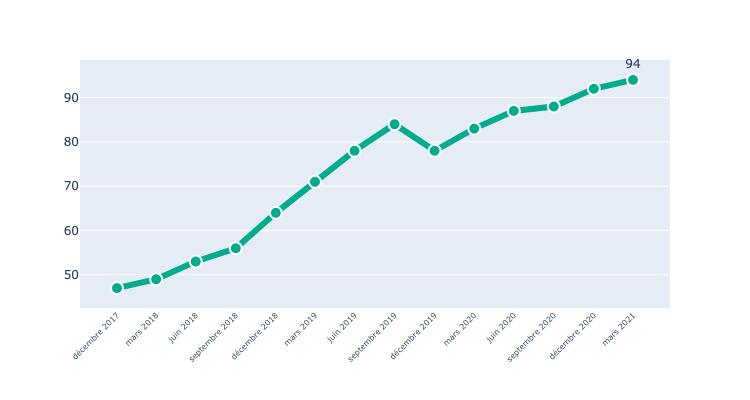 94
90
80
70
60
50
décembre 2017
mars 2018
juin 2018
septembre 2018
décembre 2018
mars 2019
juin 2019
septembre 2019
décembre 2019
mars 2020
juin 2020
septembre 2020
décembre 2020
mars 2021